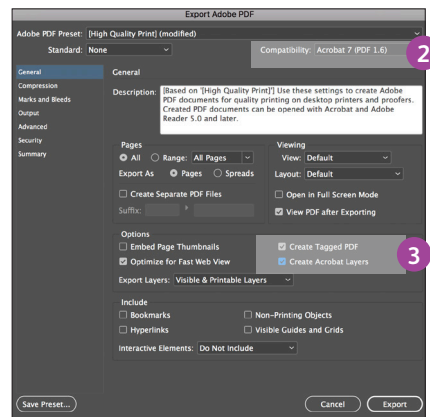 Export Adobe PDF
Adobe PDF Preset: [High Quality Print] (modified)
Standard: None Compatibility: Acrobat 7 (PDF 1.6)
2
General
Compression
Marks and Bleeds
Output
Advanced
Security
Summary
General
Description: [Based on '[High Quality Print]'] Use these settings to create Adobe
PDF documents for quality printing on desktop printers and proofers.
Created PDF documents can be opened with Acrobat and Adobe
Reader 5.0 and later.
Pages
All Range: All Pages
Export As Pages Spreads
Create Separate PDF Files
Suffix:
Viewing
View: Default
Layout: Default
Open in Full Screen Mode
View PDF after Exporting
Options
Embed Page Thumbnails Create Tagged PDF
Optimize for Fast Web View Create Acrobat Layers
3
Export Layers: Visible & Printable Layers
Include
Bookmarks Non-Printing Objects
Hyperlinks Visible Guides and Grids
Interactive Elements: Do Not Include
Save Preset... Cancel Export